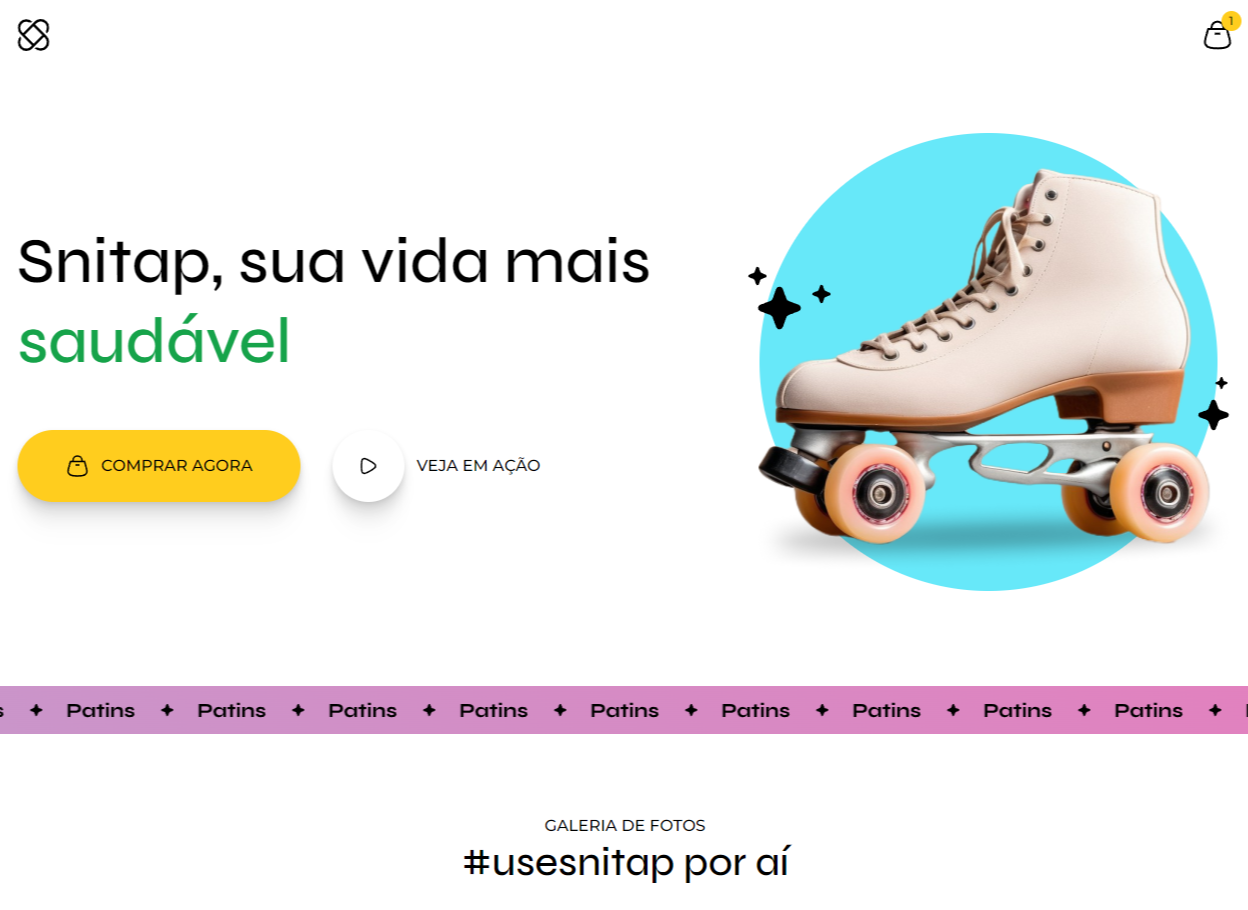 1
Snitap, sua vida mais
saudável
COMPRAR AGORA
VEJA EM AÇÃO
s Patins Patins Patins Patins Patins Patins Patins Patins Patins
GALERIA DE FOTOS
#usesnitap por aí